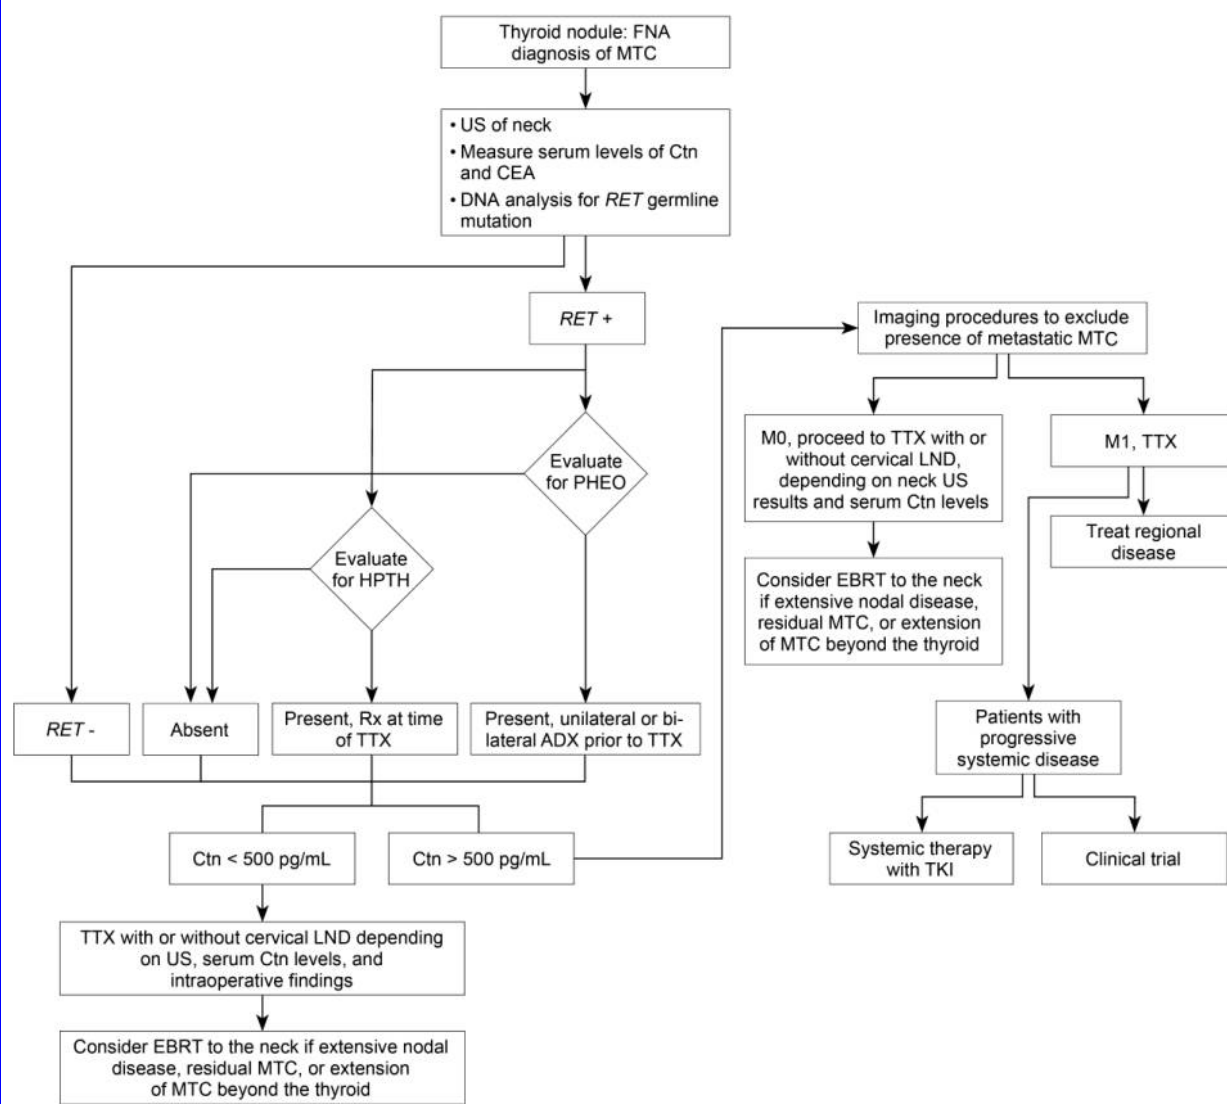 Thyroid nodule: FNA
diagnosis of MTC
• US of neck
• Measure serum levels of Ctn
and CEA
• DNA analysis for RET germline
mutation
RET +
Imaging procedures to exclude
presence of metastatic MTC
Evaluate
for PHEO
M0, proceed to TTX with or
without cervical LND,
depending on neck US
results and serum Ctn levels
M1, TTX
Evaluate
for HPTH
Treat regional
disease
Consider EBRT to the neck
if extensive nodal disease,
residual MTC, or extension
of MTC beyond the thyroid
RET -
Absent
Present, Rx at time
of TTX
Present, unilateral or bi-
lateral ADX prior to TTX
Patients with
progressive
systemic disease
Ctn < 500 pg/mL
Ctn > 500 pg/mL
Systemic therapy
with TKI
Clinical trial
TTX with or without cervical LND depending
on US, serum Ctn levels, and
intraoperative findings
Consider EBRT to the neck if extensive nodal
disease, residual MTC, or extension
of MTC beyond the thyroid